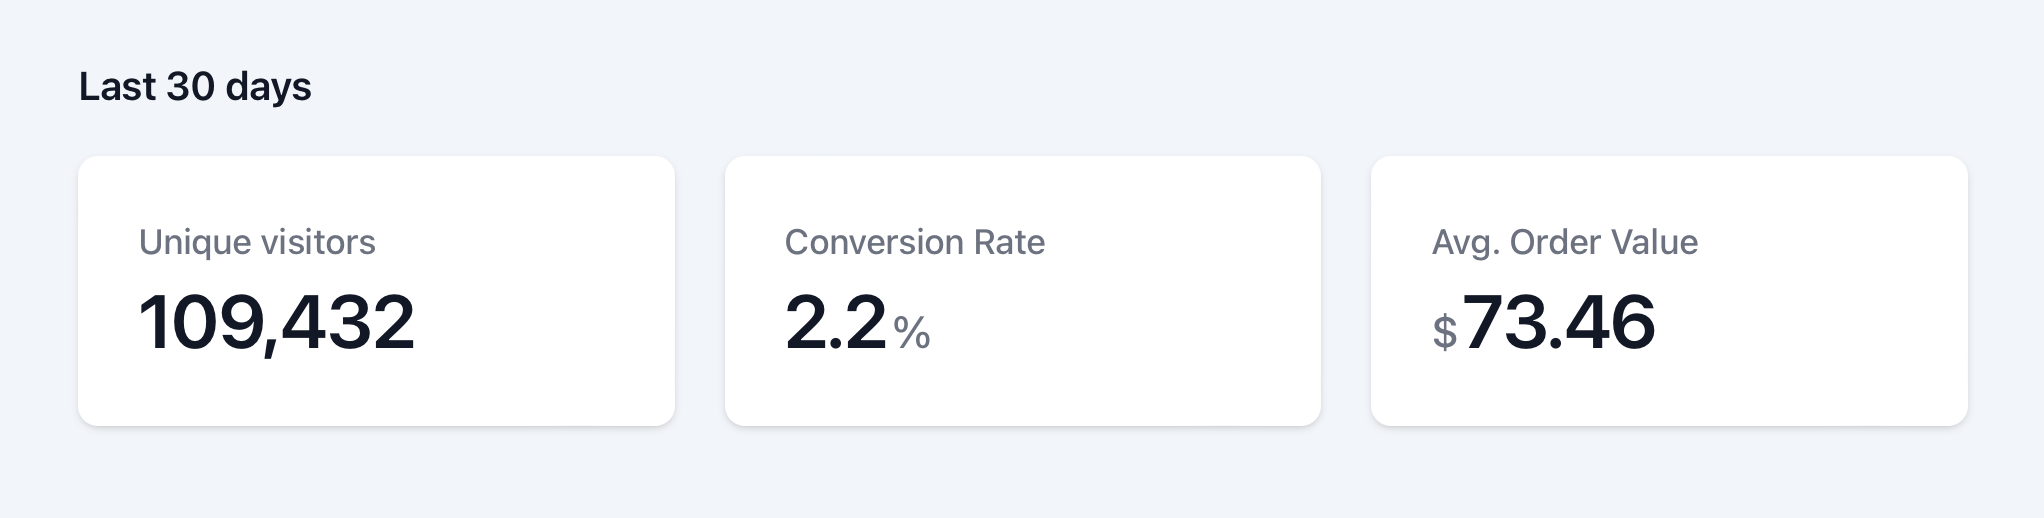 Last 30 days
Unique visitors
109,432
Conversion Rate
2.2%
Avg. Order Value
$73.46